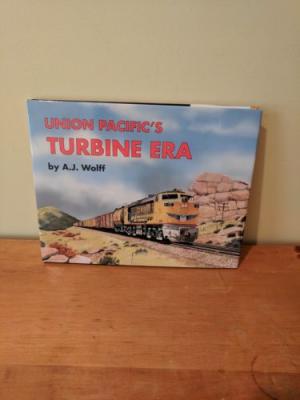 UNION PACIFIC'S
TURBINE ERA
by A.J. Wolff